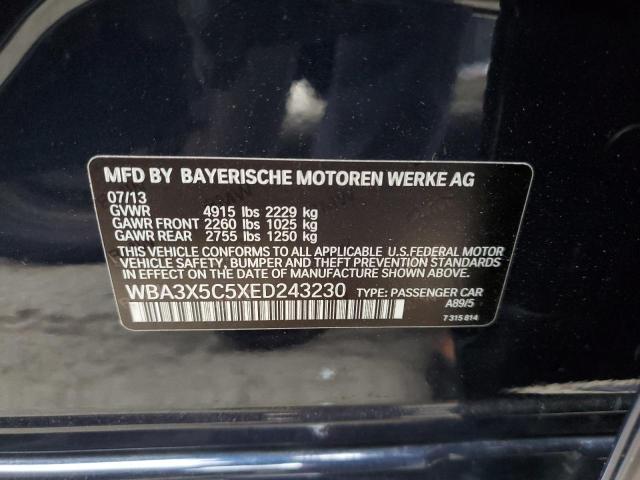 MFD BY BAYERISCHE MOTOREN WERKE AG
07/13
GVWR 4915 lbs 2229 kg
GAWR FRONT 2260 lbs 1025 kg
GAWR REAR 2755 lbs 1250 kg
THIS VEHICLE CONFORMS TO ALL APPLICABLE U.S.FEDERAL MOTOR
VEHICLE SAFETY, BUMPER AND THEFT PREVENTION STANDARDS IN
EFFECT ON THE DATE OF MANUFACTURE SHOWN ABOVE.
WBA3X5C5XED243230 TYPE: PASSENGER CAR
A89/5
7 315 814